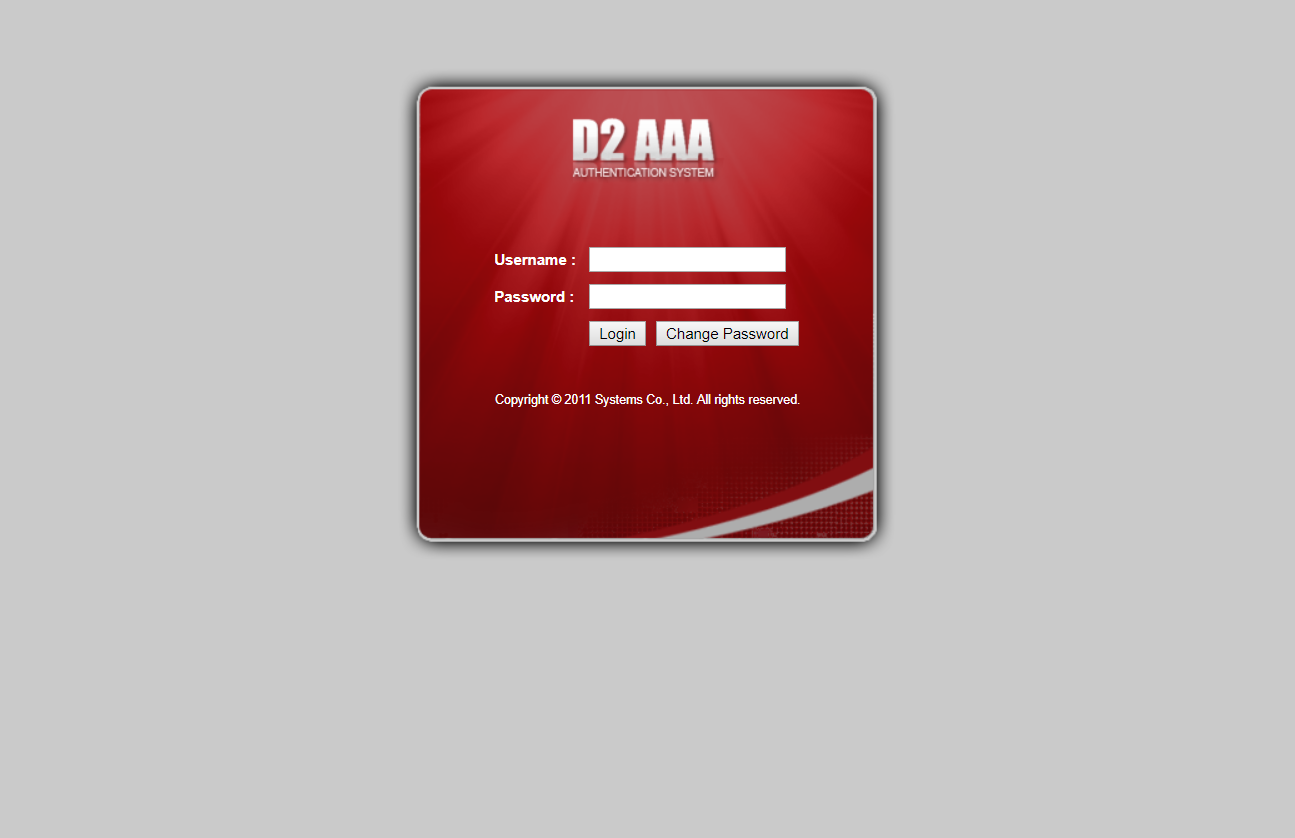 D2 AAA
AUTHENTICATION SYSTEM
Username :
Password :
Login Change Password
Copyright © 2011 Systems Co., Ltd. All rights reserved.